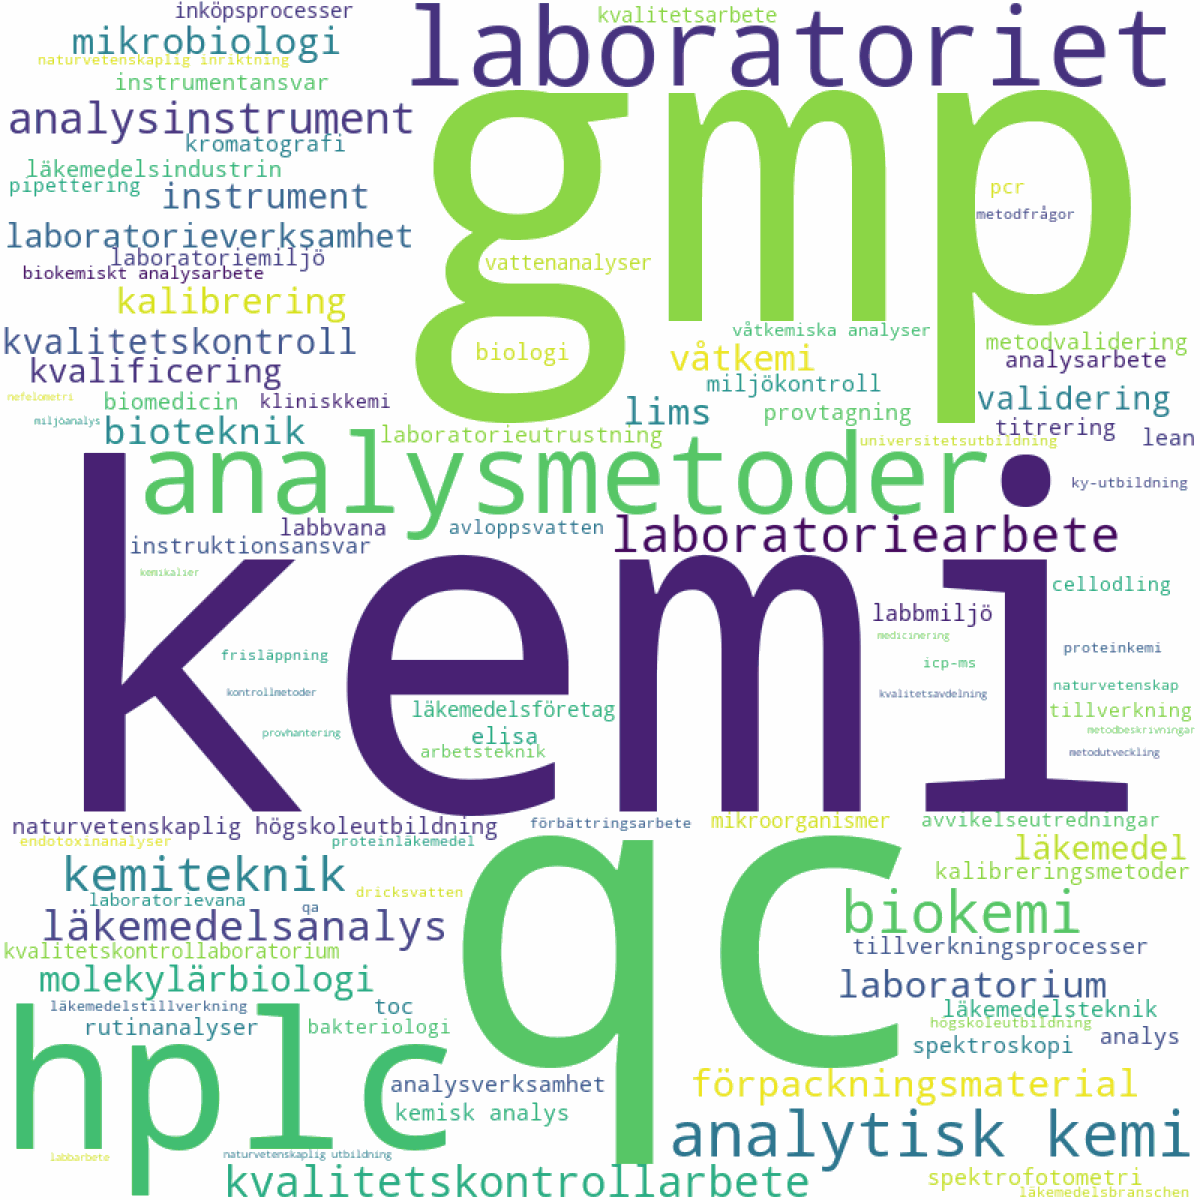 inköpsprocesser
laboratoriet
kvalitetsarbete
mikrobiologi
naturvetenskaplig inriktning
instrumentansvar
gmp
analysinstrument
kromatografi
läkemedelsindustrin
pipettering
instrument
pcr
metodfrågor
laboratorieverksamhet
laboratoriemiljö
biokemiskt analysarbete
vattenanalyser
kalibrering
kvalitetskontroll
våtkemiska analyser
metodvalidering
biologi
våtkemi
analysarbete
kvalificering
miljökontroll
nefelometri
biomedicin
kliniskkemi
lims
provtagning
validering
miljöanalys
bioteknik
laboratorieutrustning
universitetsutbildning
titrering
lean
analysmetoder
ky-utbildning
labbvana
avloppsvatten
laboratoriearbete
instruktionsansvar
kemikalier
kemi
cellodling
labbmiljö
medicinering
proteinkemi
frisläppning
icp-ms
kontrollmetoder
kvalitetsavdelning
naturvetenskap
läkemedelsföretag
tillverkning
provhantering
elisa
metodbeskrivningar
arbetsteknik
metodutveckling
naturvetenskaplig högskoleutbildning
förbättringsarbete
mikroorganismer
avvikelseutredningar
endotoxinanalyser
proteinläkemedel
qc
läkemedel
kemiteknik
kalibreringsmetoder
dricksvatten
laboratorievana
qa
läkemedelsanalys
biokemi
kvalitetskontrollaboratorium
tillverkningsprocesser
molekylärbiologi
laboratorium
läkemedelstillverkning
toc
läkemedelsteknik
hplc
rutinanalyser
bakteriologi
högskoleutbildning
spektroskopi
analys
analysverksamhet
förpackningsmaterial
kemisk analys
analytisk kemi
labbarbete
naturvetenskaplig utbildning
kvalitetskontrollarbete
spektrofotometri
läkemedelsbranschen